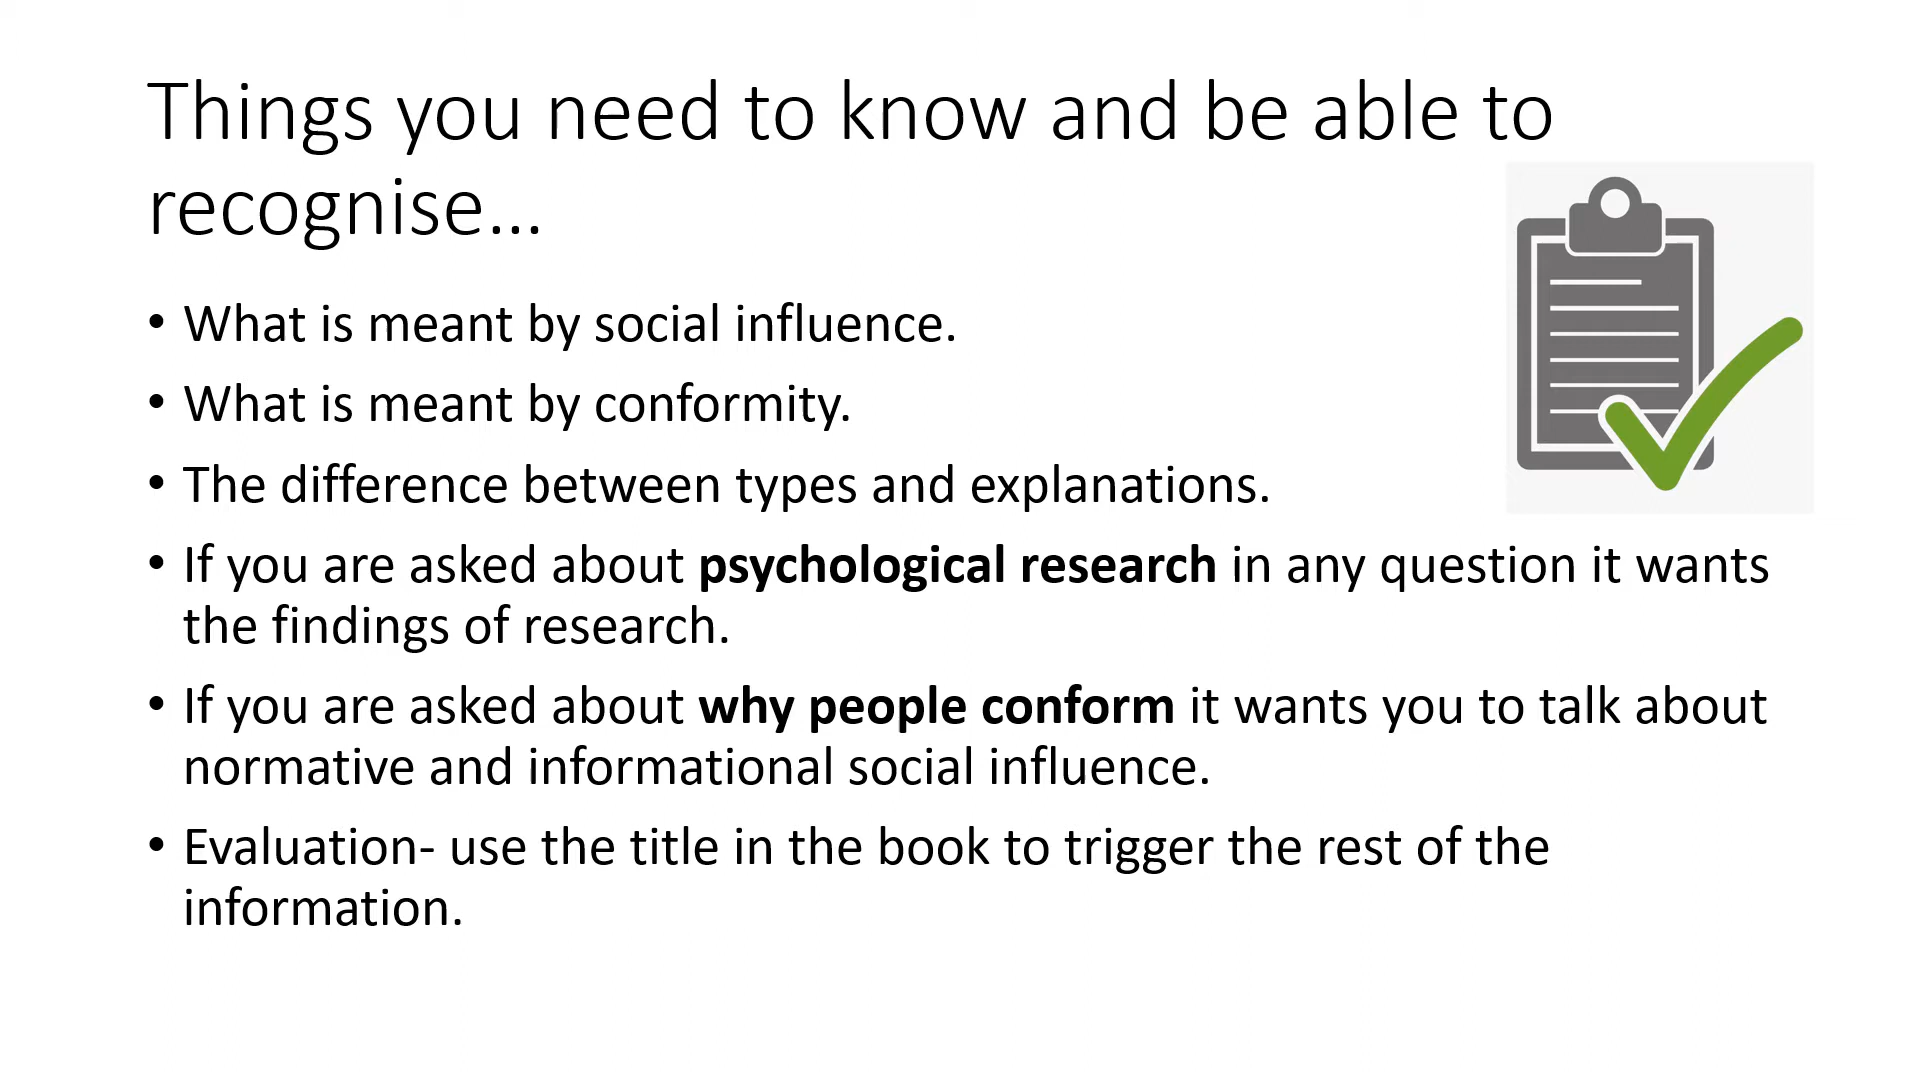 Things you need to know and be able to
recognise…
• What is meant by social influence.
• What is meant by conformity.
• The difference between types and explanations.
• If you are asked about psychological research in any question it wants
the findings of research.
• If you are asked about why people conform it wants you to talk about
normative and informational social influence.
• Evaluation- use the title in the book to trigger the rest of the
information.